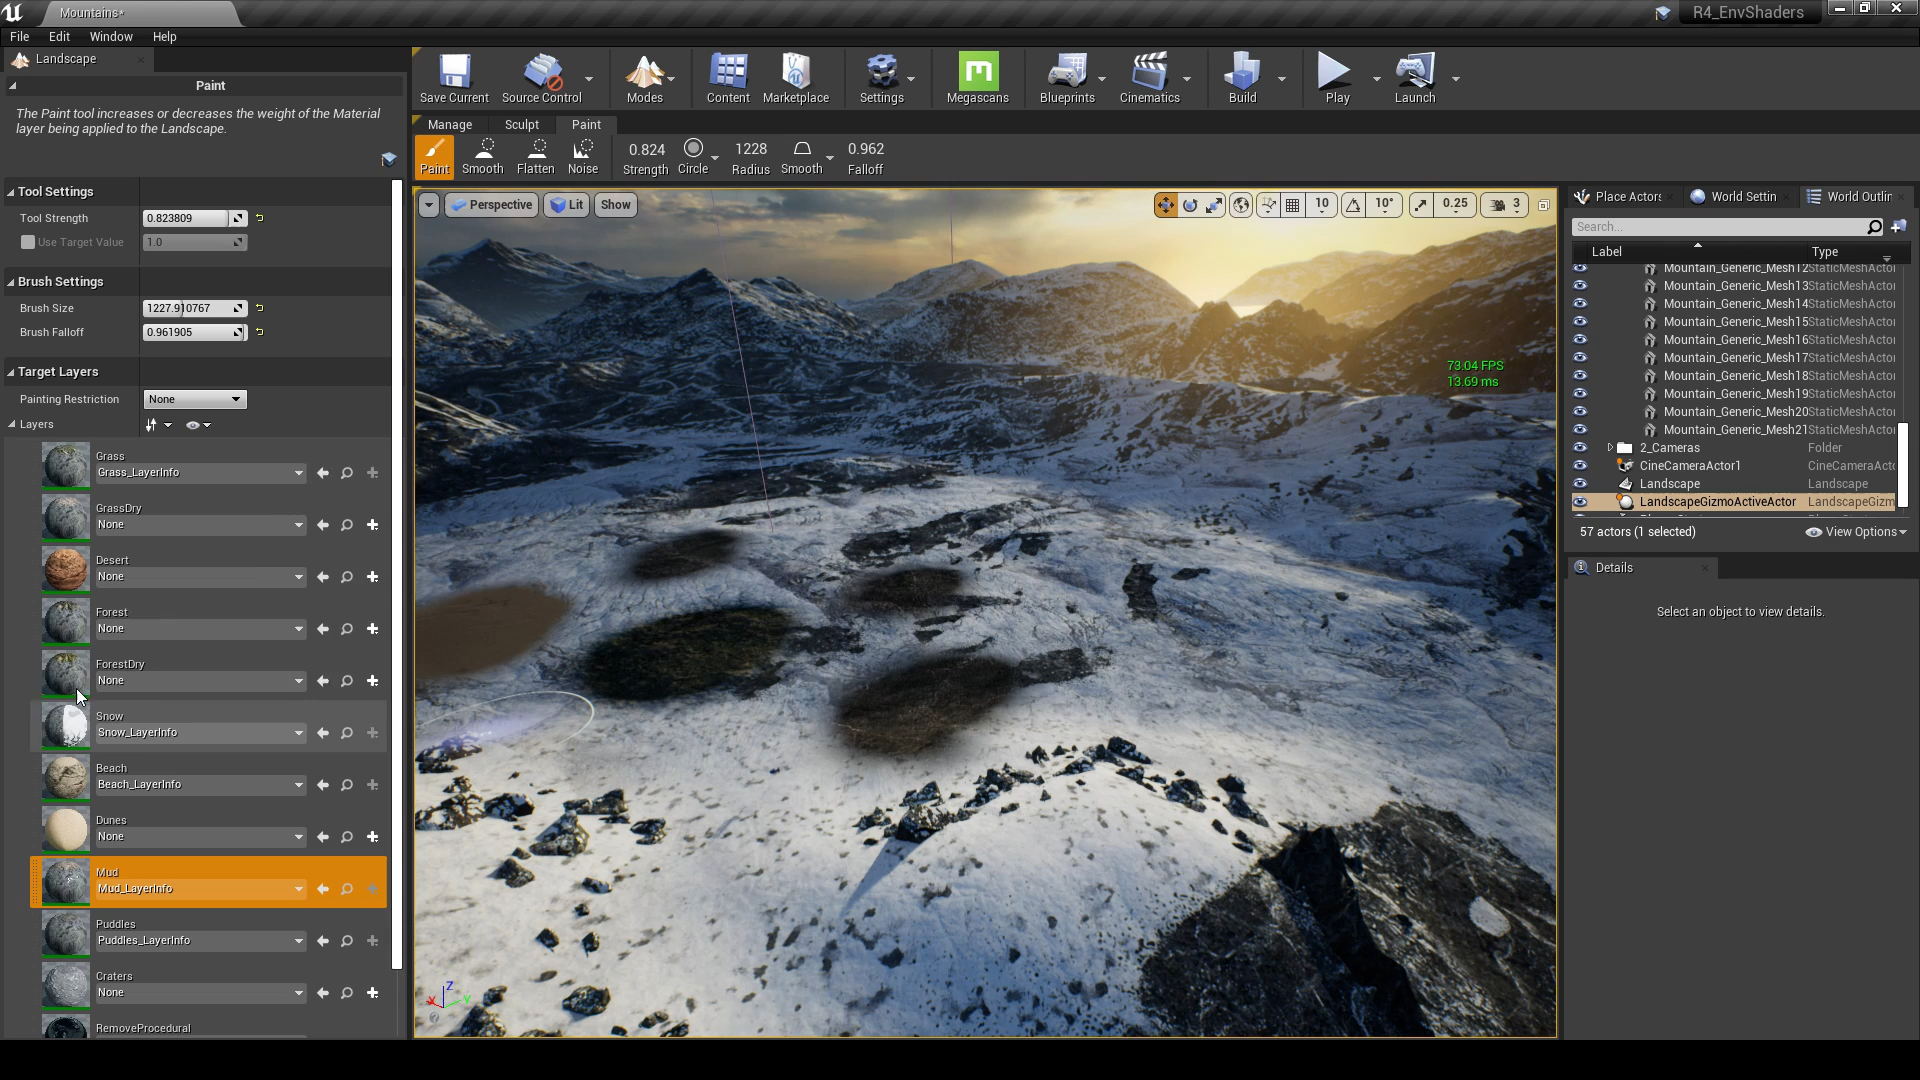 Mountains*
R4_EnvShaders
File Edit Window Help
Landscape
Paint
The Paint tool increases or decreases the weight of the Material
layer being applied to the Landscape.
Tool Settings
Tool Strength 0.823809
Use Target Value 1.0
Brush Settings
Brush Size 1227.910767
Brush Falloff 0.961905
Target Layers
Painting Restriction None
Layers
Grass
Grass_LayerInfo
GrassDry
None
Desert
None
Forest
None
ForestDry
None
Snow
Snow_LayerInfo
Beach
Beach_LayerInfo
Dunes
None
Mud
Mud_LayerInfo
Puddles
Puddles_LayerInfo
Craters
None
RemoveProcedural
Save Current Source Control Modes Content Marketplace Settings Megascans Blueprints Cinematics Build Play Launch
Manage Sculpt Paint
0.824 1228 0.962
Paint Smooth Flatten Noise Strength Circle Radius Smooth Falloff
Perspective Lit Show
10 10° 0.25 3
73.04 FPS
13.69 ms
Z
X Y
Place Actors World Settin World Outlin
Search...
Label Type
Mountain_Generic_Mesh12 StaticMeshActor
Mountain_Generic_Mesh13 StaticMeshActor
Mountain_Generic_Mesh14 StaticMeshActor
Mountain_Generic_Mesh15 StaticMeshActor
Mountain_Generic_Mesh16 StaticMeshActor
Mountain_Generic_Mesh17 StaticMeshActor
Mountain_Generic_Mesh18 StaticMeshActor
Mountain_Generic_Mesh19 StaticMeshActor
Mountain_Generic_Mesh20 StaticMeshActor
Mountain_Generic_Mesh21 StaticMeshActor
2_Cameras Folder
CineCameraActor1 CineCameraActo
Landscape Landscape
LandscapeGizmoActiveActor LandscapeGizm
57 actors (1 selected) View Options
Details
Select an object to view details.